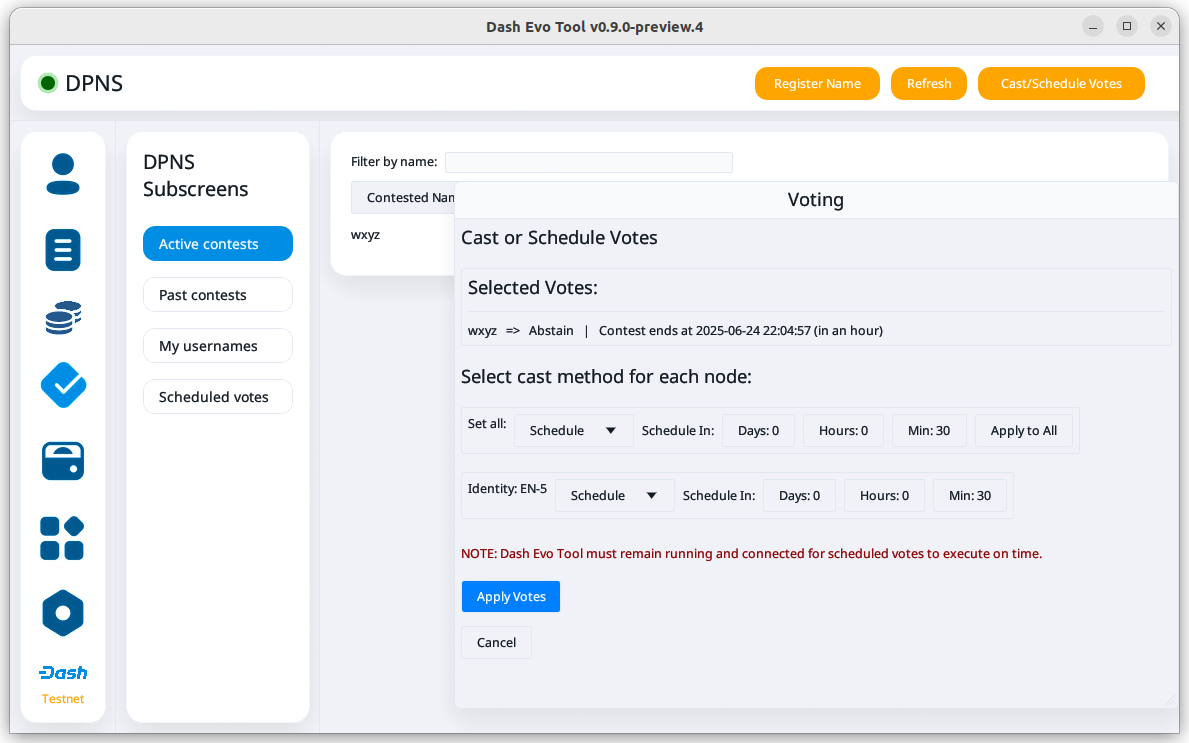 Dash Evo Tool v0.9.0-preview.4
DPNS
Register Name
Refresh
Cast/Schedule Votes
Dash
Testnet
DPNS
Subscreens
Active contests
Past contests
My usernames
Scheduled votes
Filter by name:
Contested Nam
wxyz
Voting
Cast or Schedule Votes
Selected Votes:
wxyz => Abstain | Contest ends at 2025-06-24 22:04:57 (in an hour)
Select cast method for each node:
Set all: Schedule Schedule In: Days: 0 Hours: 0 Min: 30 Apply to All
Identity: EN-5 Schedule Schedule In: Days: 0 Hours: 0 Min: 30
NOTE: Dash Evo Tool must remain running and connected for scheduled votes to execute on time.
Apply Votes
Cancel